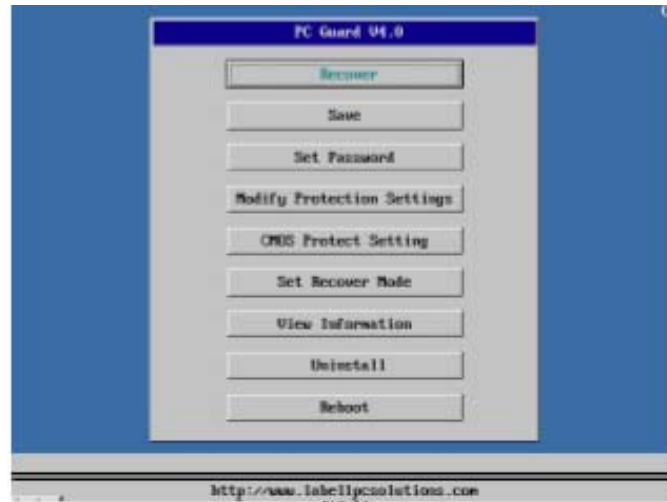 PC Guard V4.0
Recover
Save
Set Password
Modify Protection Settings
CMOS Protect Setting
Set Recover Mode
View Information
Uninstall
Reboot
http://www.labellpcsolutions.com